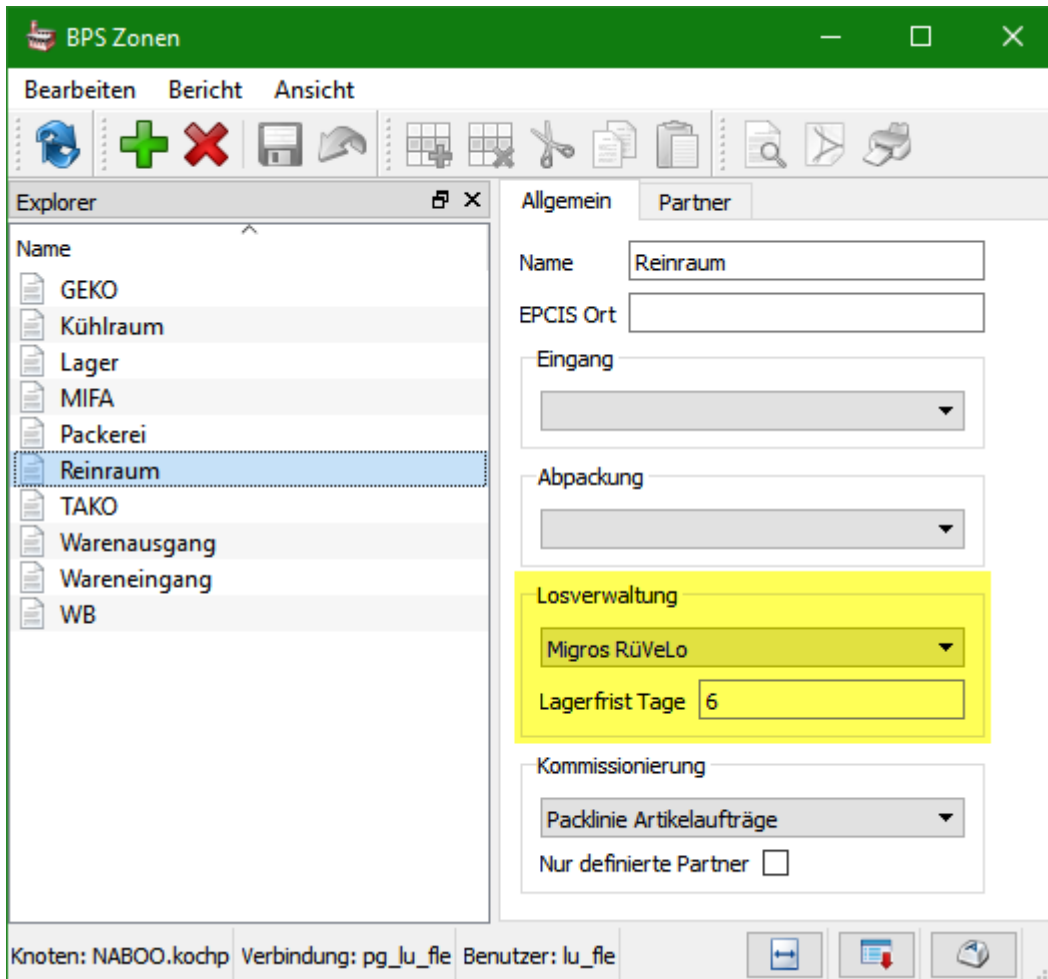 BPS Zonen
Bearbeiten Bericht Ansicht
Explorer
Name
GEKO
Kühlraum
Lager
MIFA
Packerei
Reinraum
TAKO
Warenausgang
Wareneingang
WB
Allgemein Partner
Name Reinraum
EPCIS Ort
Eingang
Abpackung
Losverwaltung
Migros RüVeLo
Lagerfrist Tage 6
Kommissionierung
Packlinie Artikelaufträge
Nur definierte Partner
Knoten: NABOO.kochp Verbindung: pg_lu_fle Benutzer: lu_fle